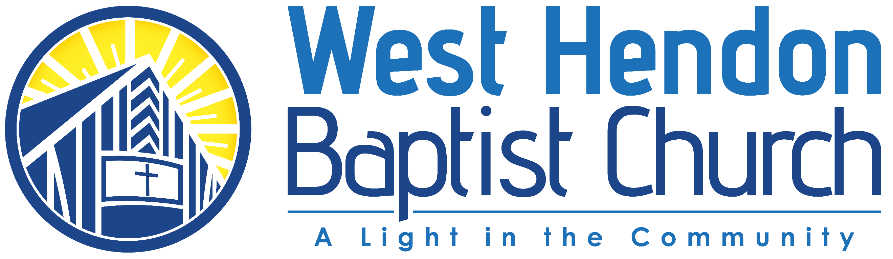 West Hendon
Baptist Church
A Light in the Community